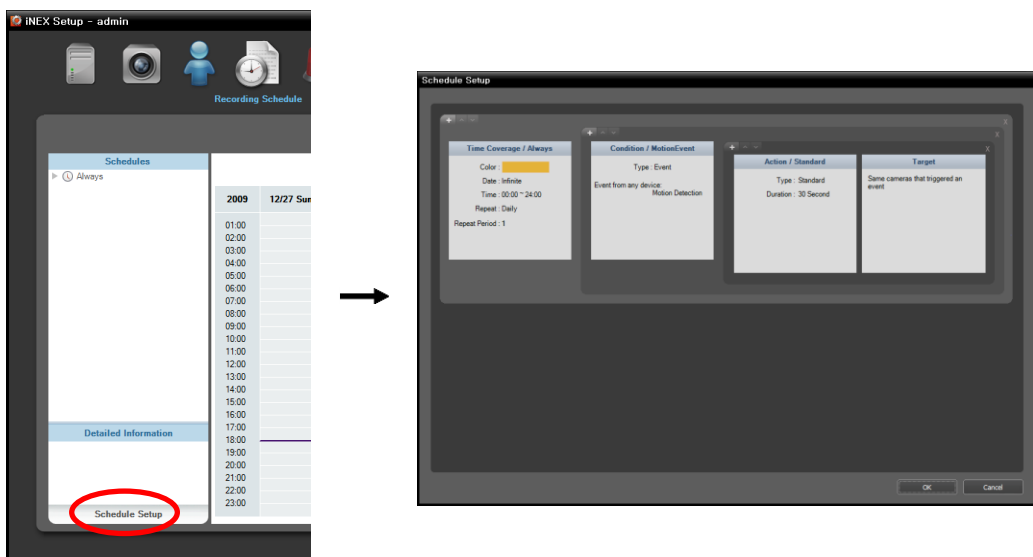 iNEX Setup - admin
Recording Schedule
Schedules
Always
2009 12/27 Sun
01:00
02:00
03:00
04:00
05:00
06:00
07:00
08:00
09:00
10:00
11:00
12:00
13:00
14:00
15:00
16:00
17:00
18:00
19:00
20:00
21:00
22:00
23:00
Detailed Information
Schedule Setup
Schedule Setup
x
x
x
Time Coverage / Always
Color :
Date : Infinite
Time : 00:00 ~ 24:00
Repeat : Daily
Repeat Period : 1
Condition / MotionEvent
Type : Event
Event from any device:
Motion Detection
Action / Standard
Type : Standard
Duration : 30 Second
Target
Same cameras that triggered an
event
OK
Cancel